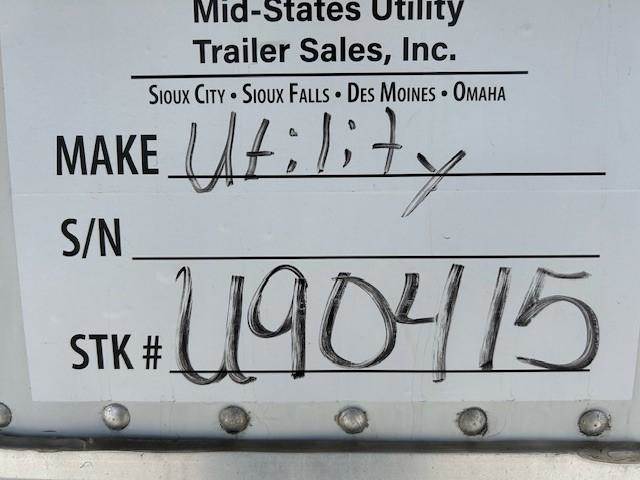 Mid-States Utility
Trailer Sales, Inc.
Sioux City • Sioux Falls • Des Moines • Omaha
MAKE Utility
S/N
STK # U90415